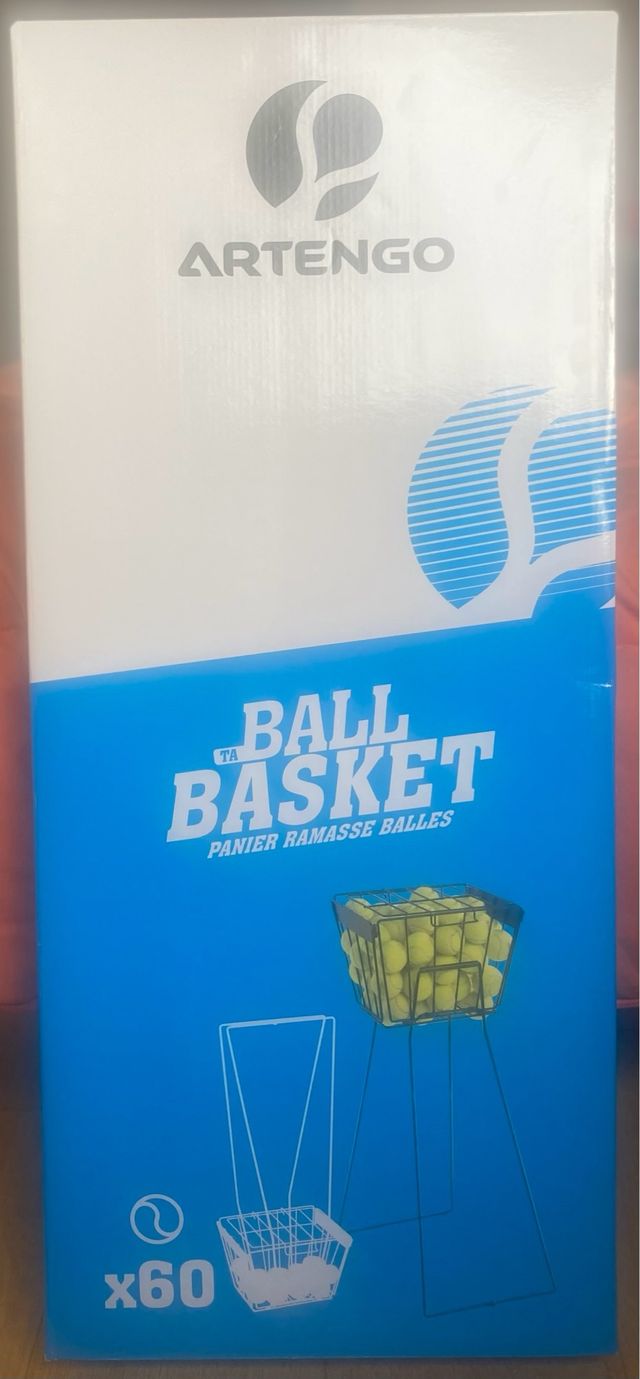 ARTENGO
BALL
TA
BASKET
PANIER RAMASSE BALLES
x60